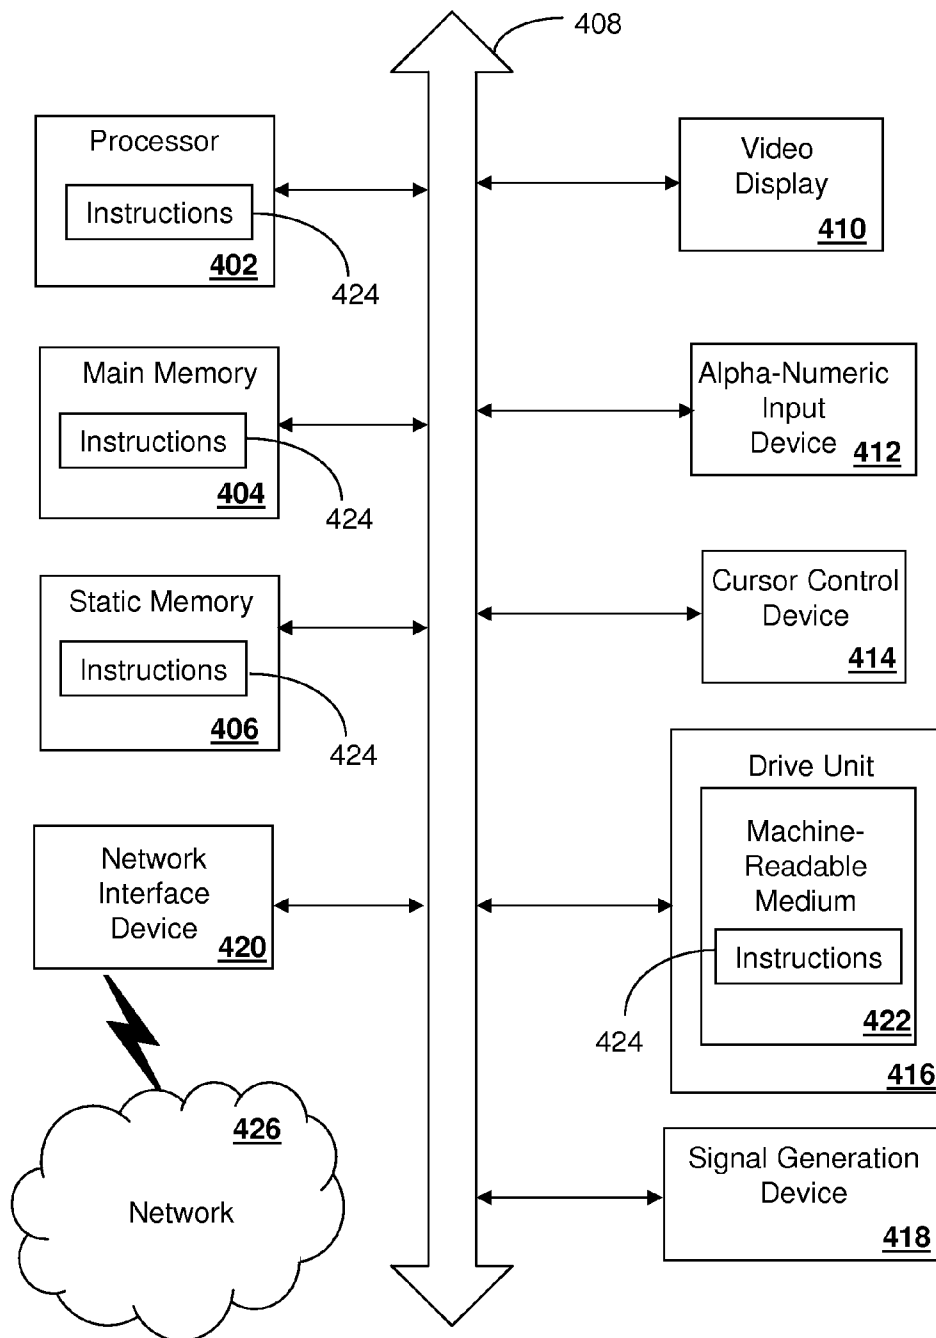 408
Processor
Instructions
402
424
Main Memory
Instructions
404
424
Static Memory
Instructions
406
424
Network
Interface
Device
420
426
Network
Video
Display
410
Alpha-Numeric
Input
Device
412
Cursor Control
Device
414
Drive Unit
Machine-
Readable
Medium
Instructions
422
424
416
Signal Generation
Device
418